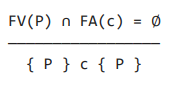 FV(P) ∩ FA(c) = Ø
{ P } c { P }